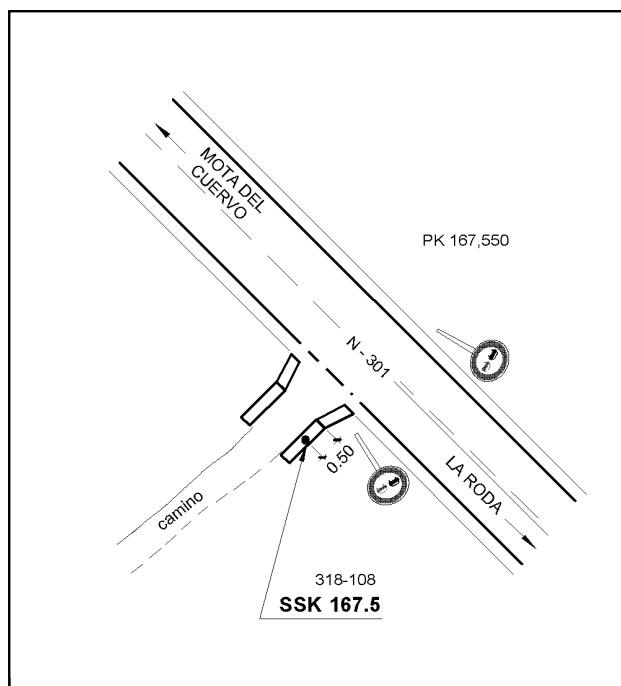 MOTA DEL
CUERVO
PK 167,550
N - 301
LA RODA
0.50
camino
318-108
SSK 167.5